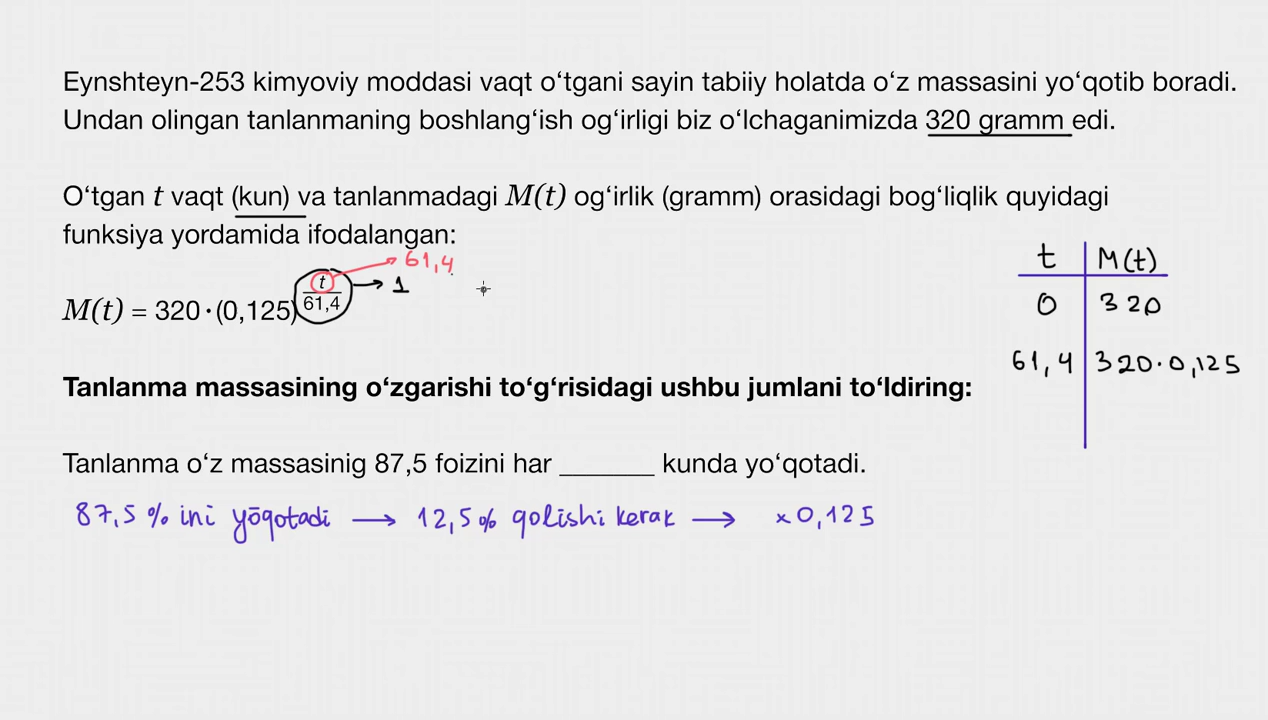 Eynshteyn-253 kimyoviy moddasi vaqt o‘tgani sayin tabiiy holatda o‘z massasini yo‘qotib boradi.
Undan olingan tanlanmaning boshlang‘ish og‘irligi biz o‘lchaganimizda 320 gramm edi.
O‘tgan t vaqt (kun) va tanlanmadagi M(t) og‘irlik (gramm) orasidagi bog‘liqlik quyidagi
funksiya yordamida ifodalangan:
→ 61,4
M(t) = 320·(0,125)^(t/61,4) → 1
t | M(t)
0 | 320
61,4 | 320·0,125
Tanlanma massasining o‘zgarishi to‘g‘risidagi ushbu jumlani to‘ldiring:
Tanlanma o‘z massasinig 87,5 foizini har _______ kunda yo‘qotadi.
87,5 % ini yōqotadi → 12,5% qolishi kerak → ×0,125